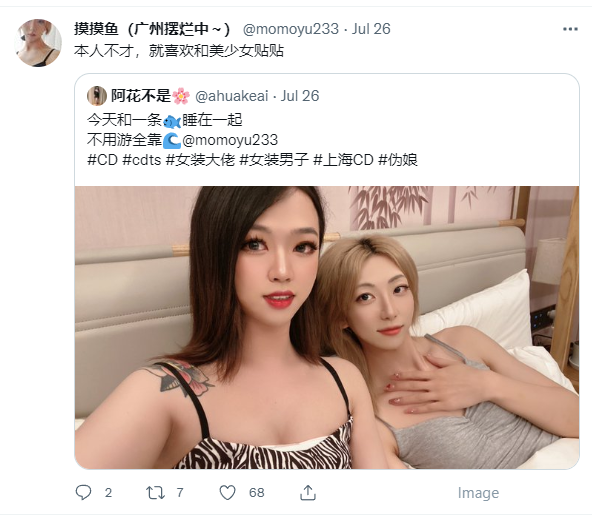 摸摸鱼（广州摆烂中～） @momoyu233 · Jul 26
本人不才，就喜欢和美少女贴贴
阿花不是🌸 @ahuakeai · Jul 26
今天和一条🐟睡在一起
不用游全靠🌊@momoyu233
#CD #cdts #女装大佬 #女装男子 #上海CD #伪娘
2 7 68 Image